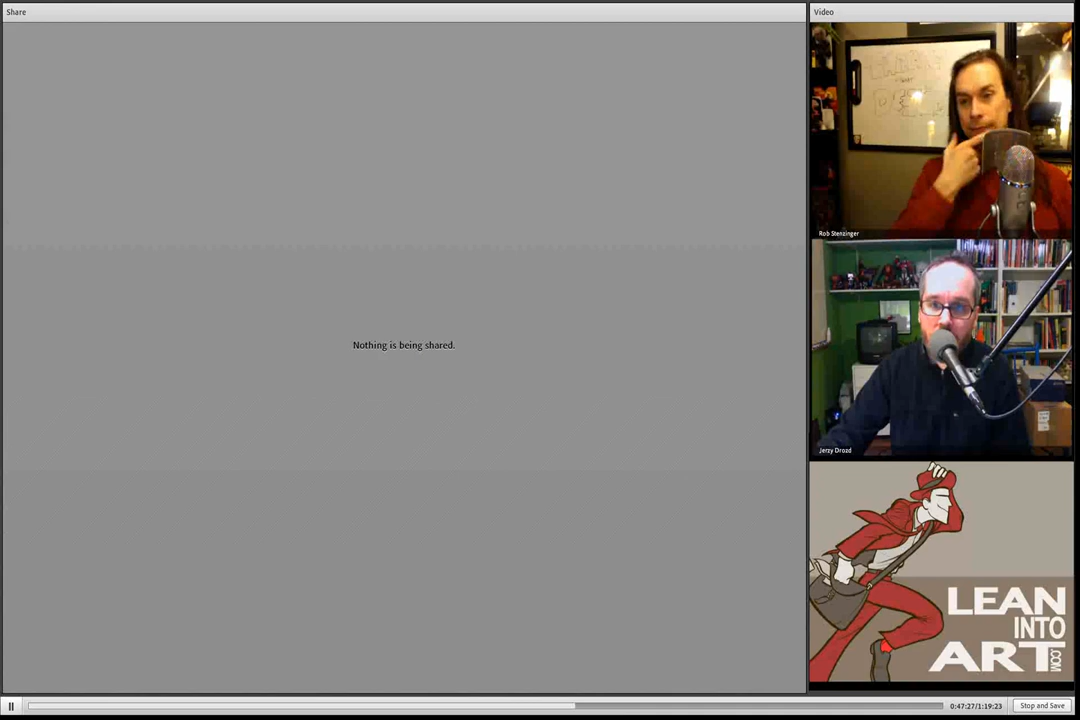 Share
Video
Nothing is being shared.
Rob Stenzinger
Jerzy Drozd
LEAN
INTO
ART
.COM
0:47:27/1:19:23
Stop and Save